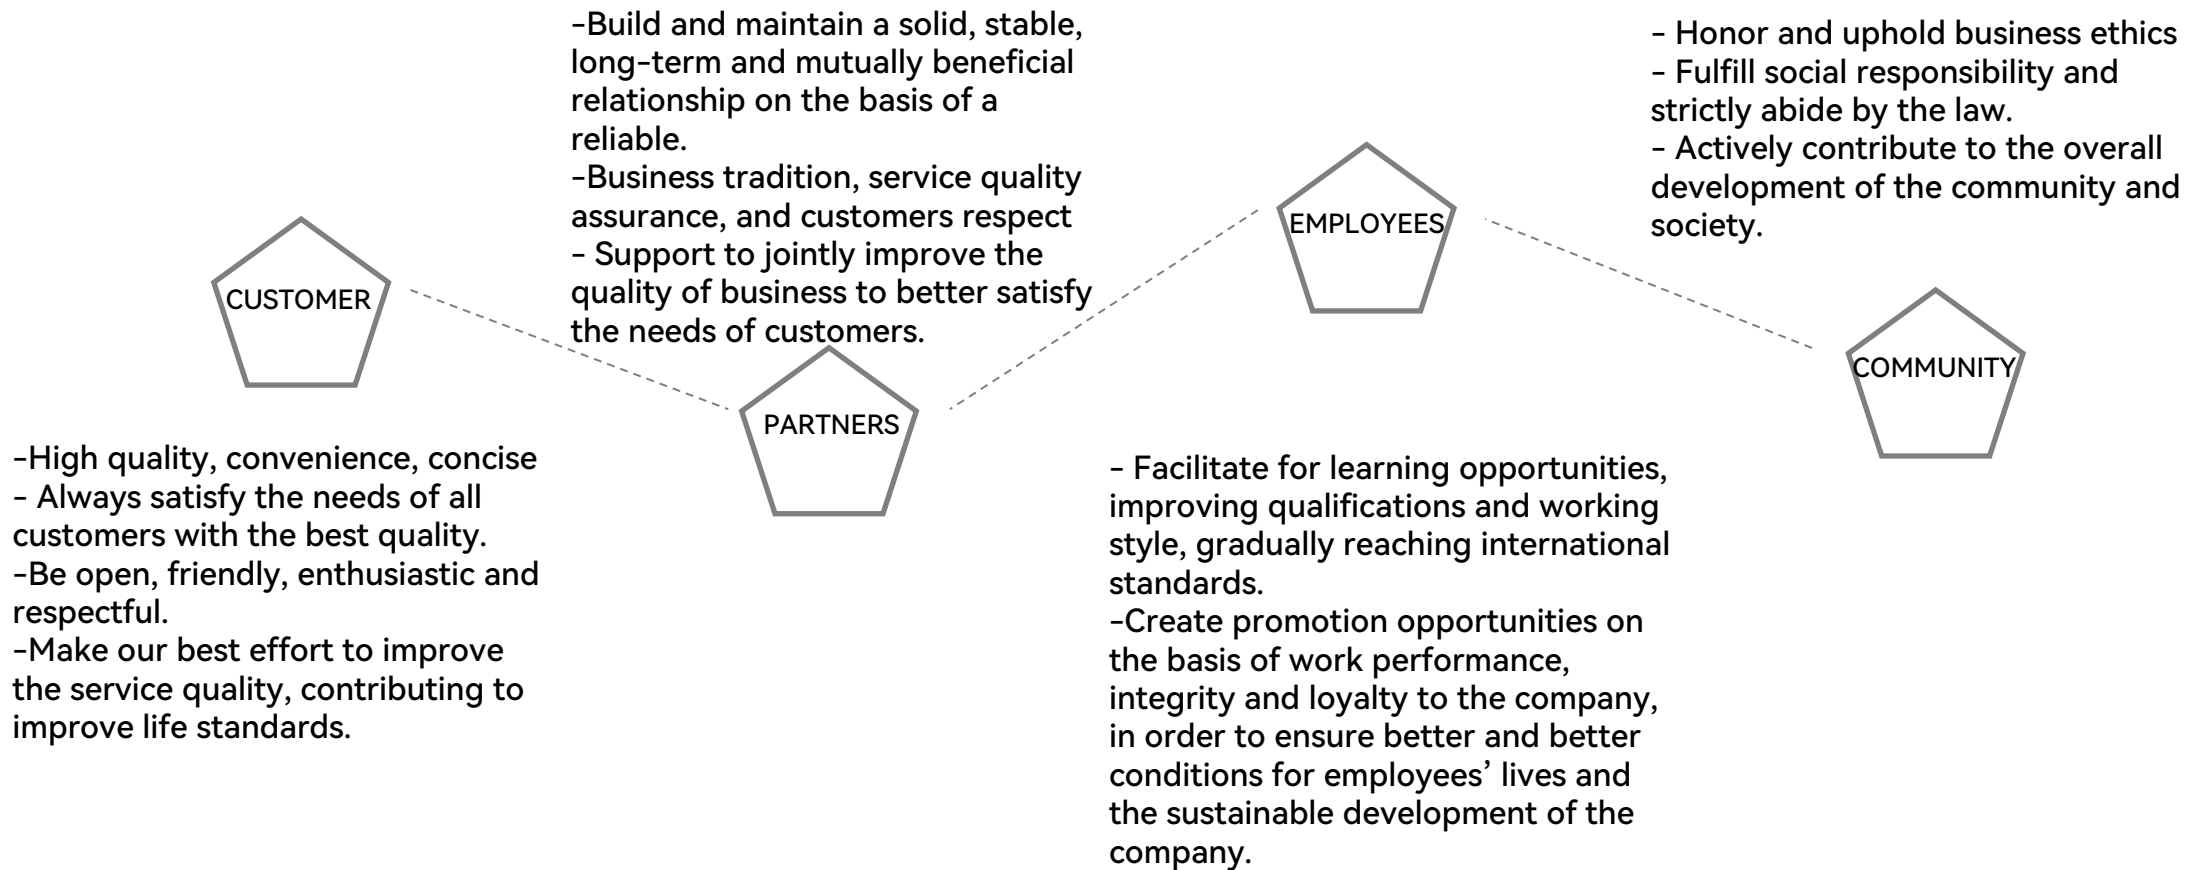 CUSTOMER
-High quality, convenience, concise
- Always satisfy the needs of all
customers with the best quality.
-Be open, friendly, enthusiastic and
respectful.
-Make our best effort to improve
the service quality, contributing to
improve life standards.
-Build and maintain a solid, stable,
long-term and mutually beneficial
relationship on the basis of a
reliable.
-Business tradition, service quality
assurance, and customers respect
- Support to jointly improve the
quality of business to better satisfy
the needs of customers.
PARTNERS
EMPLOYEES
- Facilitate for learning opportunities,
improving qualifications and working
style, gradually reaching international
standards.
-Create promotion opportunities on
the basis of work performance,
integrity and loyalty to the company,
in order to ensure better and better
conditions for employees’ lives and
the sustainable development of the
company.
- Honor and uphold business ethics
- Fulfill social responsibility and
strictly abide by the law.
- Actively contribute to the overall
development of the community and
society.
COMMUNITY